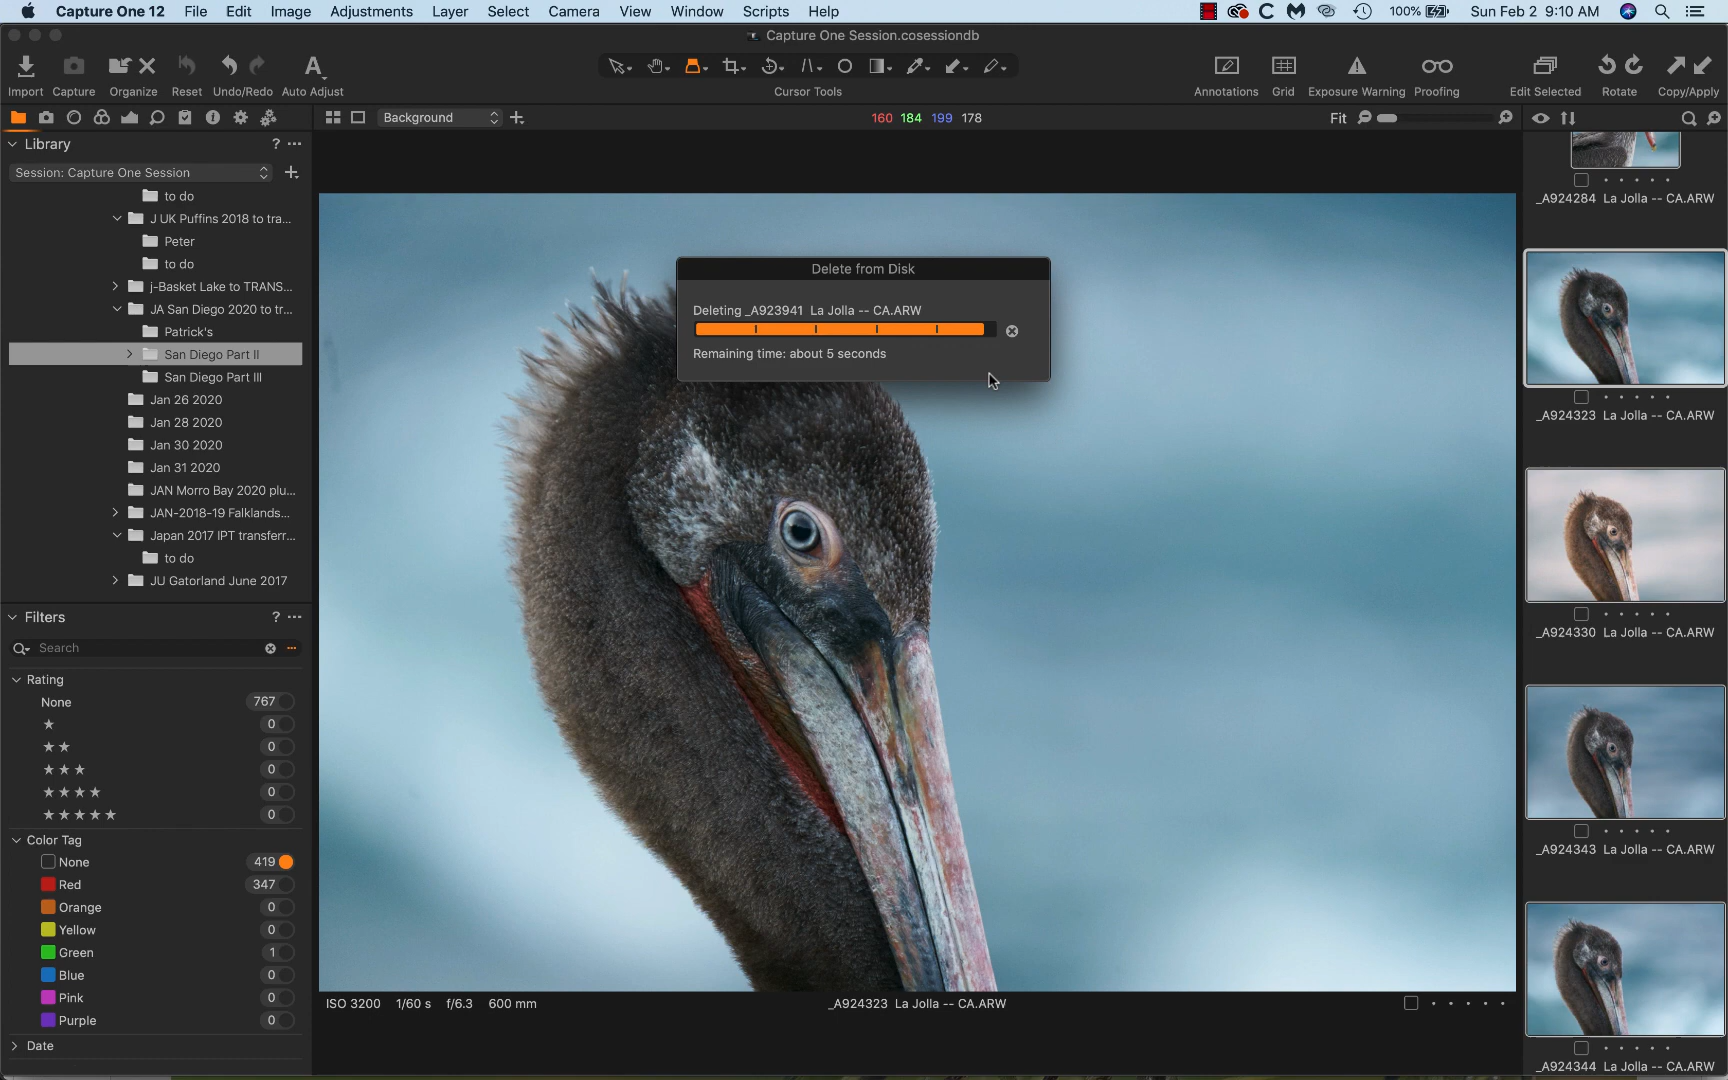 Capture One 12 File Edit Image Adjustments Layer Select Camera View Window Scripts Help 100% Sun Feb 2 9:10 AM
Capture One Session.cosessiondb
Import Capture Organize Reset Undo/Redo Auto Adjust Cursor Tools Annotations Grid Exposure Warning Proofing Edit Selected Rotate Copy/Apply
Background 160 184 199 178 Fit
Library ? ...
Session: Capture One Session
to do
J UK Puffins 2018 to tra...
Peter
to do
j-Basket Lake to TRANS...
JA San Diego 2020 to tr...
Patrick's
San Diego Part II
San Diego Part III
Jan 26 2020
Jan 28 2020
Jan 30 2020
Jan 31 2020
JAN Morro Bay 2020 plu...
JAN-2018-19 Falklands...
Japan 2017 IPT transferr...
to do
JU Gatorland June 2017
Filters ? ...
Search
Rating
None 767
★ 0
★ ★ 0
★ ★ ★ 0
★ ★ ★ ★ 0
★ ★ ★ ★ ★ 0
Color Tag
None 419
Red 347
Orange 0
Yellow 0
Green 1
Blue 0
Pink 0
Purple 0
Date
Delete from Disk
Deleting _A923941 La Jolla -- CA.ARW
Remaining time: about 5 seconds
ISO 3200 1/60 s f/6.3 600 mm
_A924323 La Jolla -- CA.ARW
_A924284 La Jolla -- CA.ARW
_A924323 La Jolla -- CA.ARW
_A924330 La Jolla -- CA.ARW
_A924343 La Jolla -- CA.ARW
_A924344 La Jolla -- CA.ARW